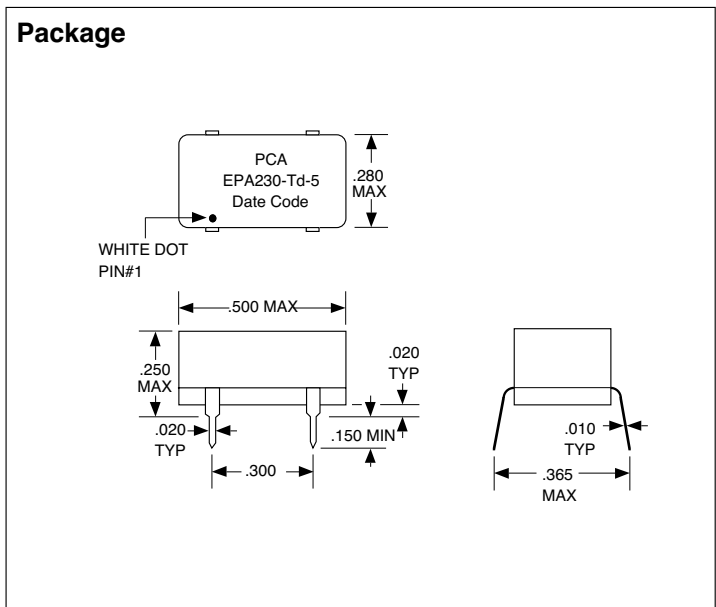 Package
PCA
EPA230-Td-5
Date Code
.280
MAX
WHITE DOT
PIN#1
.500 MAX
.250
MAX
.020
TYP
.020
TYP
.150 MIN
.300
.010
TYP
.365
MAX